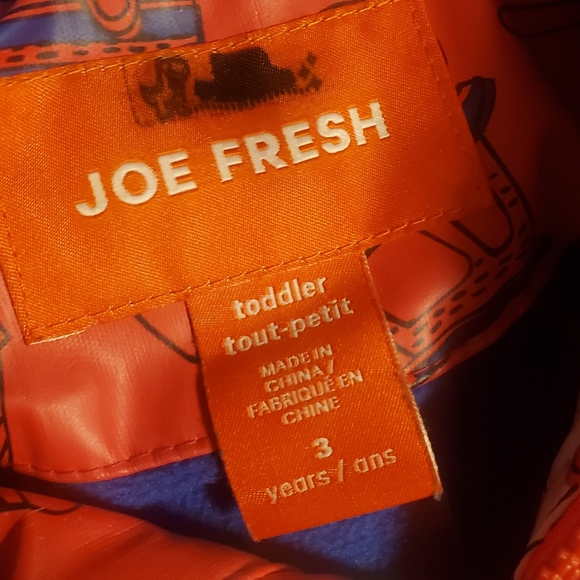 JOE FRESH
toddler
tout-petit
MADE IN
CHINA/
FABRIQUÉ EN
CHINE
3
years / ans